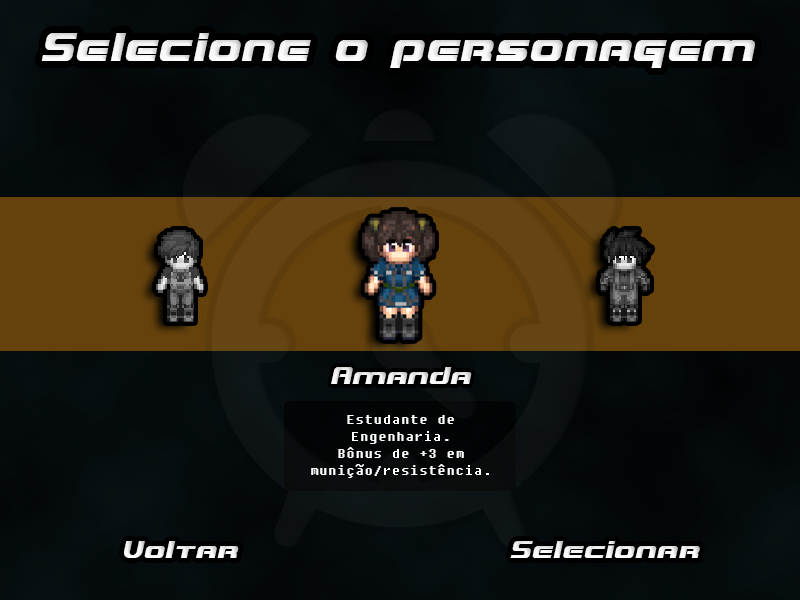 Selecione o personagem
Amanda
Estudante de
Engenharia.
Bônus de +3 em
munição/resistência.
Voltar
Selecionar